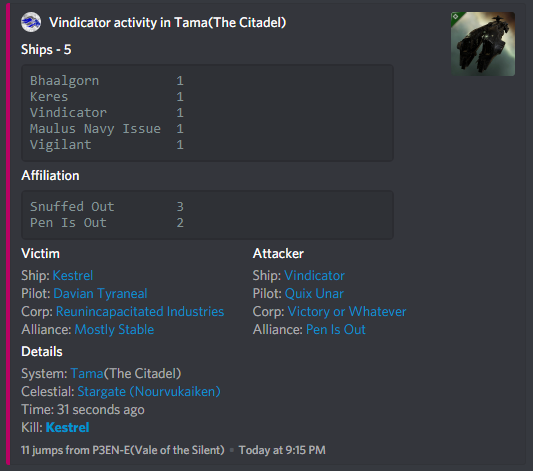 Vindicator activity in Tama(The Citadel)
Ships - 5
Bhaalgorn 1
Keres 1
Vindicator 1
Maulus Navy Issue 1
Vigilant 1
Affiliation
Snuffed Out 3
Pen Is Out 2
Victim
Ship: Kestrel
Pilot: Davian Tyraneal
Corp: Reunincapacitated Industries
Alliance: Mostly Stable
Attacker
Ship: Vindicator
Pilot: Quix Unar
Corp: Victory or Whatever
Alliance: Pen Is Out
Details
System: Tama(The Citadel)
Celestial: Stargate (Nourvukaiken)
Time: 31 seconds ago
Kill: Kestrel
11 jumps from P3EN-E(Vale of the Silent) • Today at 9:15 PM